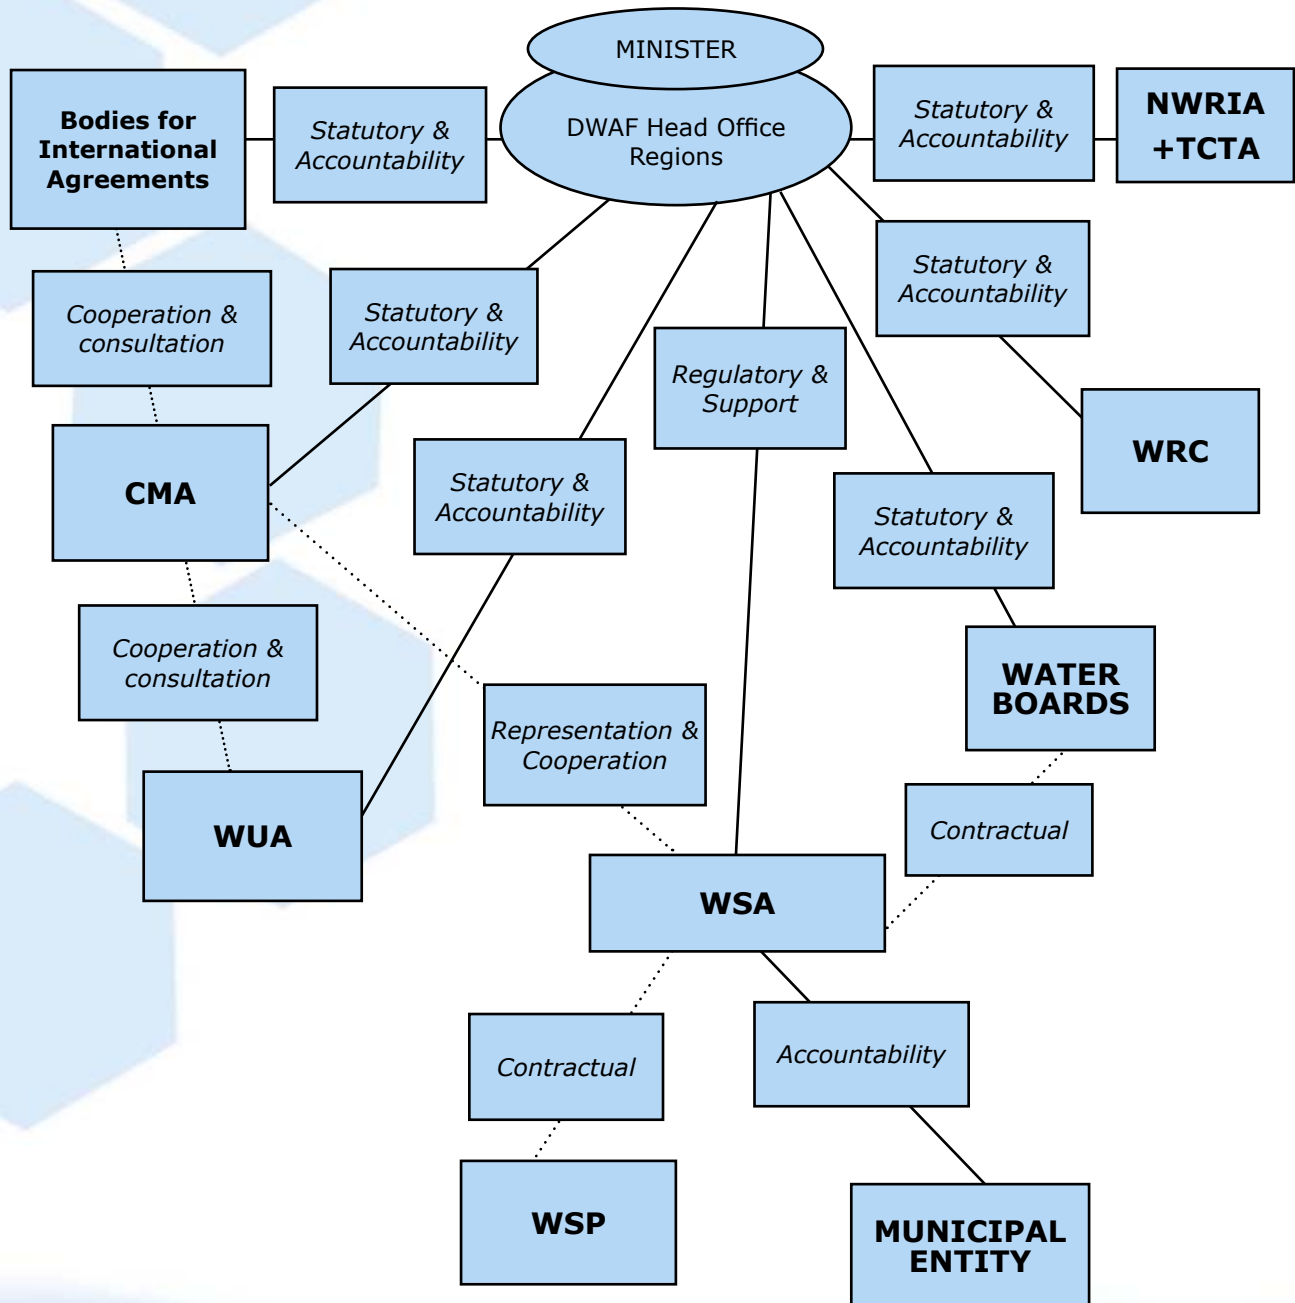 MINISTER
DWAF Head Office
Regions
Bodies for
International
Agreements
Statutory &
Accountability
Statutory &
Accountability
NWRIA
+TCTA
Cooperation &
consultation
Statutory &
Accountability
Regulatory &
Support
Statutory &
Accountability
CMA
Statutory &
Accountability
Statutory &
Accountability
WRC
Cooperation &
consultation
Representation &
Cooperation
WATER
BOARDS
WUA
Contractual
WSA
Contractual
Accountability
WSP
MUNICIPAL
ENTITY